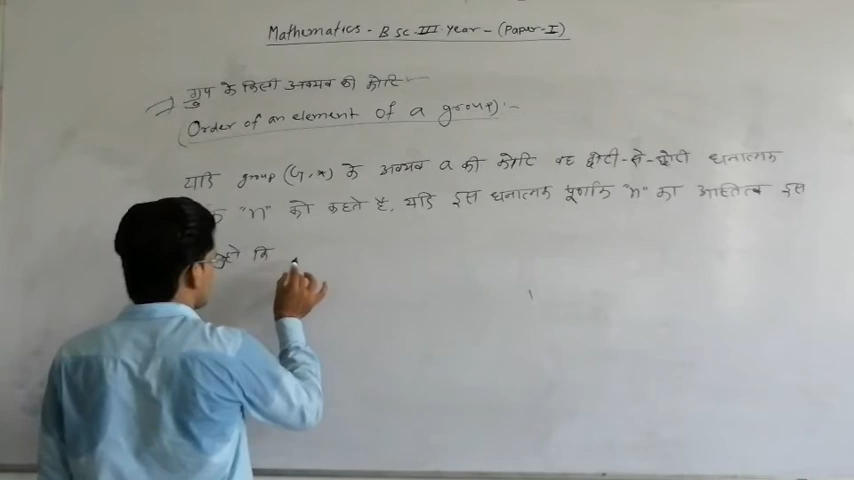 Mathematics - B Sc. III Year - (Paper-I)
ग्रुप के किसी अवयव की कोटि -
(Order of an element of a group) :-
यदि group (G, *) के अवयव a की कोटि वह छोटी-से-छोटी धनात्मक
"n" को कहते है, यदि इस धनात्मक पूर्णांक "n" का अस्तित्व इस
कि